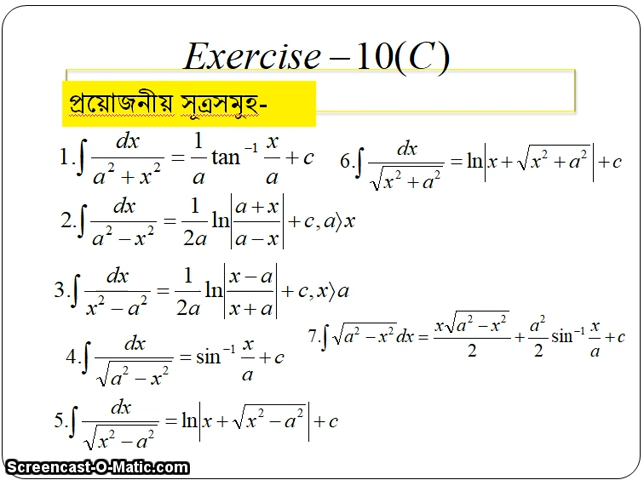 Exercise – 10(C)
প্রয়োজনীয় সূত্রসমূহ-
1.∫ dx/(a² + x²) = 1/a tan⁻¹ x/a + c
2.∫ dx/(a² − x²) = 1/2a ln|(a + x)/(a − x)| + c, a⟩x
3.∫ dx/(x² − a²) = 1/2a ln|(x − a)/(x + a)| + c, x⟩a
4.∫ dx/√(a² − x²) = sin⁻¹ x/a + c
5.∫ dx/√(x² − a²) = ln|x + √(x² − a²)| + c
6.∫ dx/√(x² + a²) = ln|x + √(x² + a²)| + c
7.∫ √(a² − x²) dx = x√(a² − x²)/2 + a²/2 sin⁻¹ x/a + c
Screencast-O-Matic.com